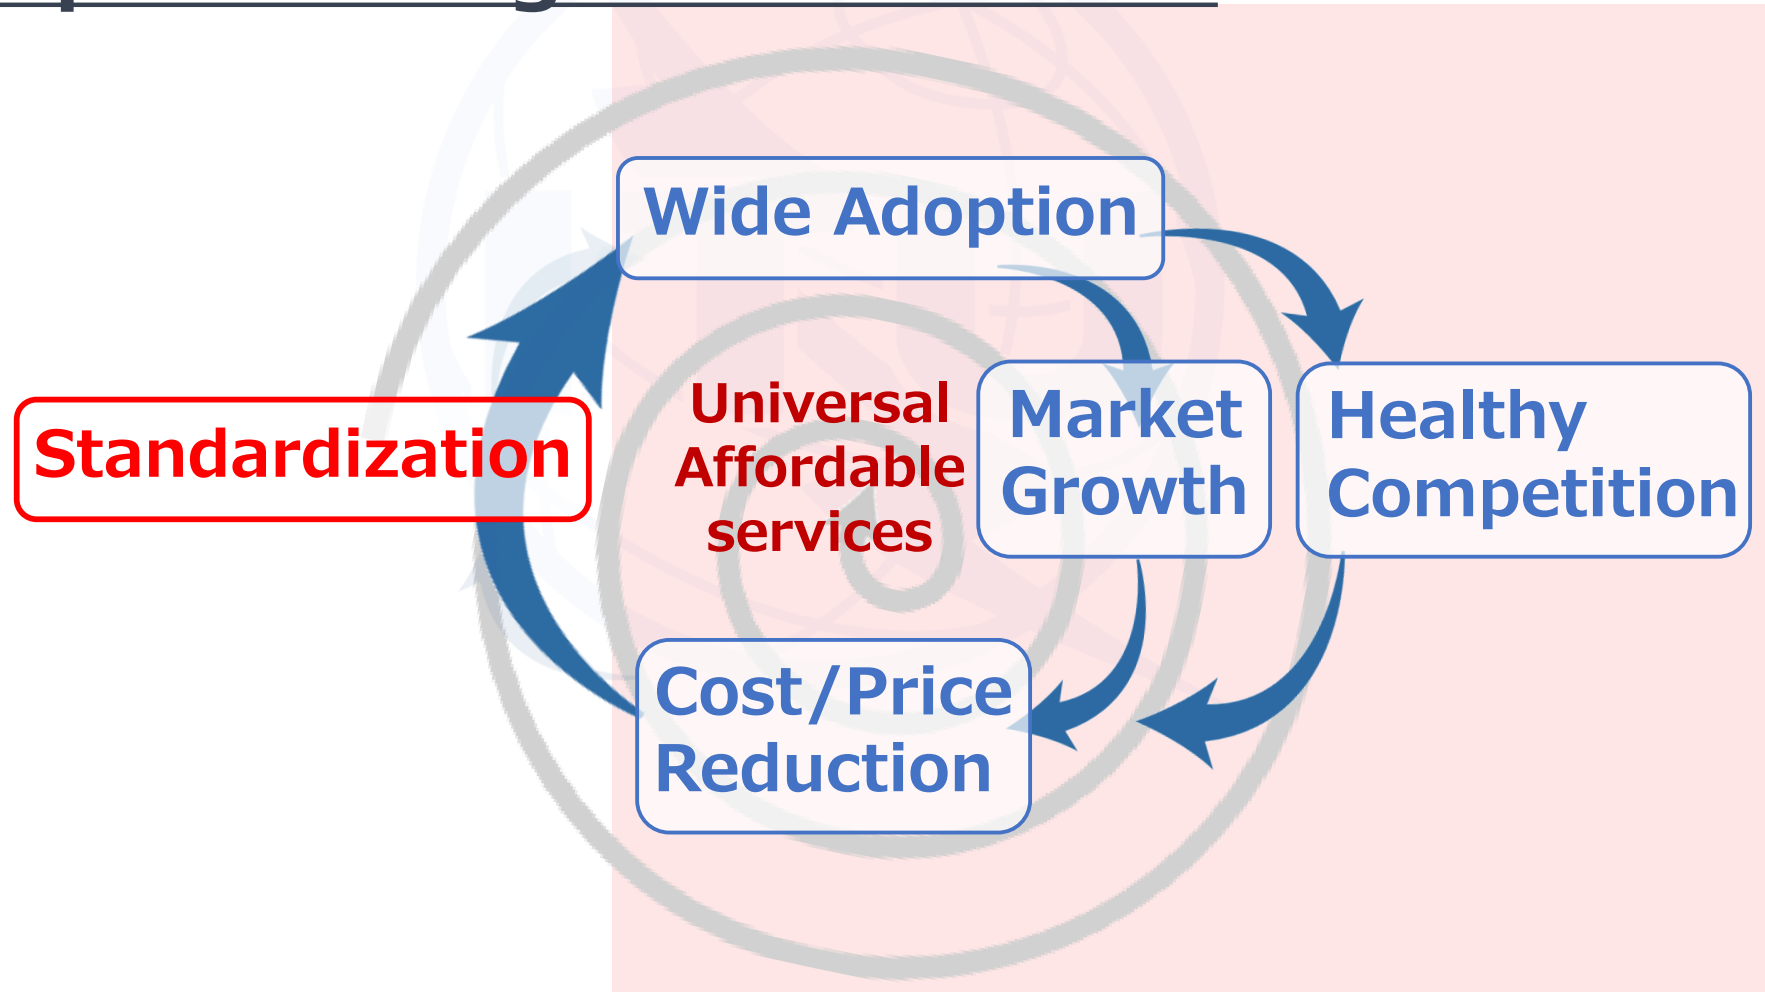 Wide Adoption
Standardization
Universal
Affordable
services
Market
Growth
Healthy
Competition
Cost/Price
Reduction